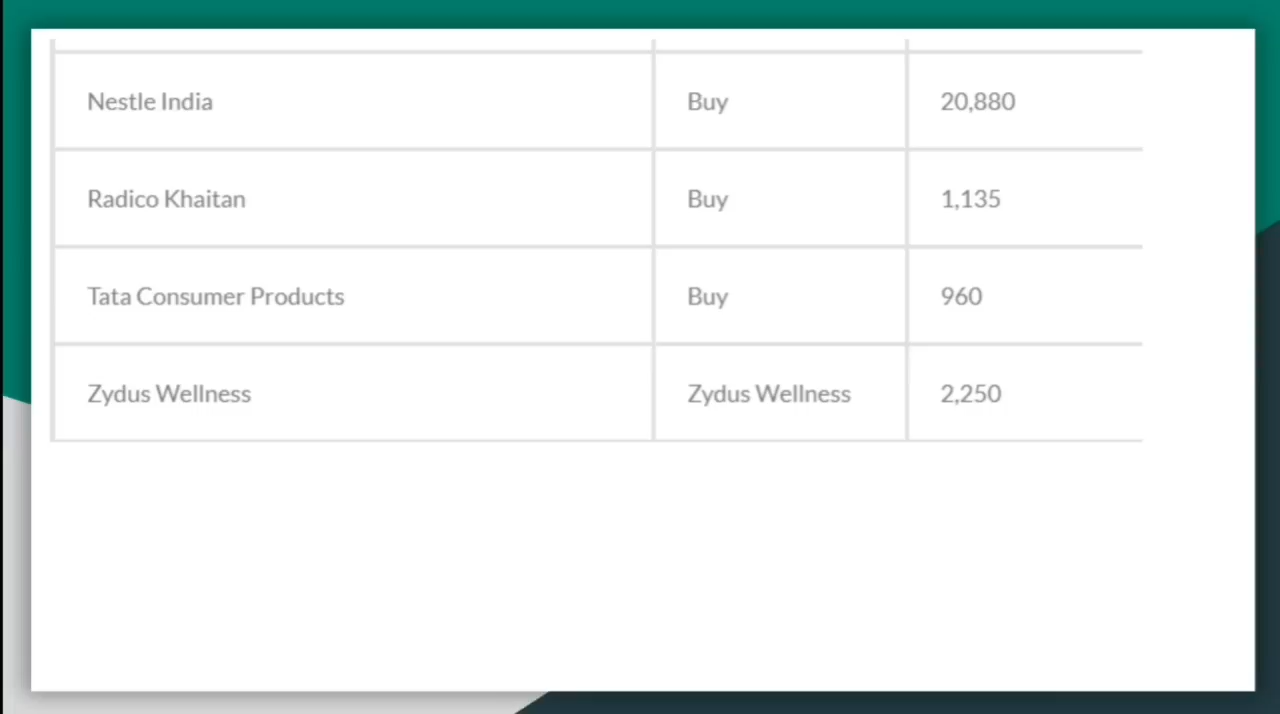 Nestle India Buy 20,880
Radico Khaitan Buy 1,135
Tata Consumer Products Buy 960
Zydus Wellness Zydus Wellness 2,250